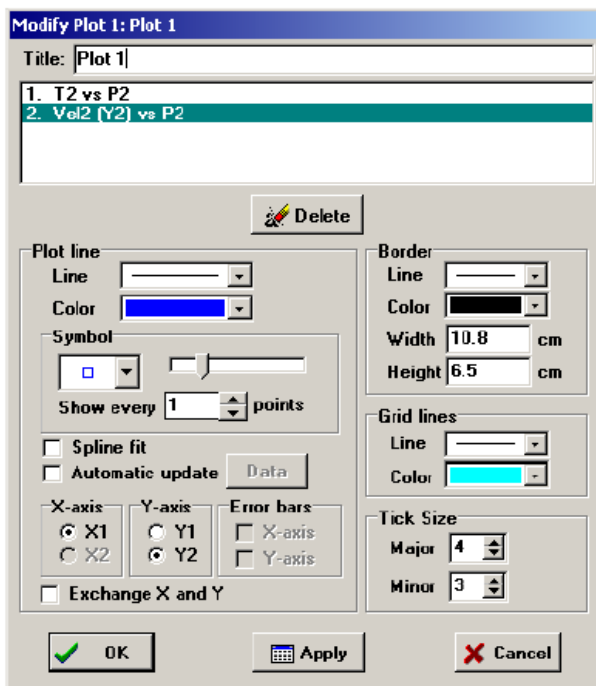 Modify Plot 1: Plot 1
Title: Plot 1
1. T2 vs P2
2. Vol2 (Y2) vs P2
Delete
Plot line
Line
Color
Symbol
Show every 1 points
Spline fit
Automatic update Data
X-axis
X1
X2
Y-axis
Y1
Y2
Error bars
X-axis
Y-axis
Exchange X and Y
Border
Line
Color
Width 10.8 cm
Height 6.5 cm
Grid lines
Line
Color
Tick Size
Major 4
Minor 3
OK
Apply
Cancel